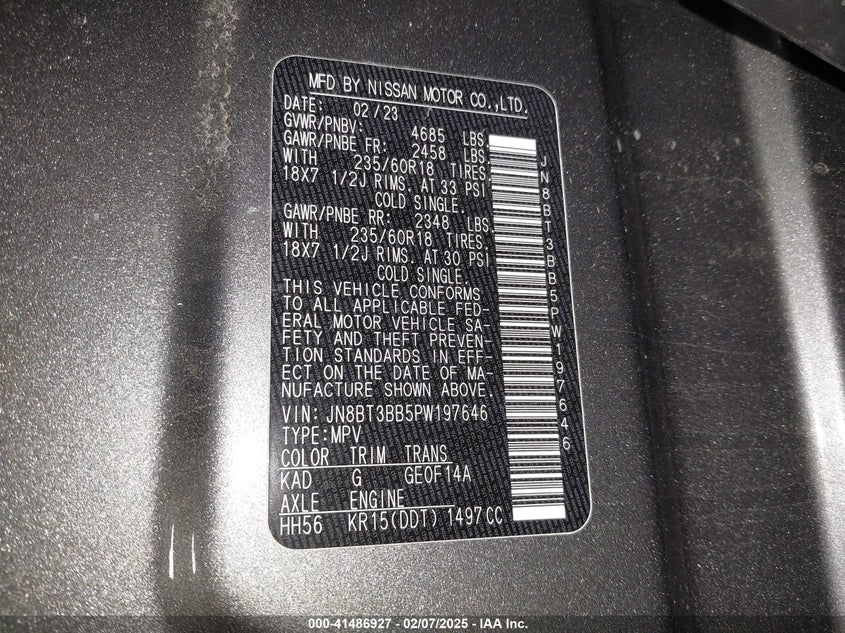 MFD BY NISSAN MOTOR CO.,LTD.
DATE: 02/23
GVWR/PNBV: 4685 LBS.
GAWR/PNBE FR: 2458 LBS.
WITH 235/60R18 TIRES.
18X7 1/2J RIMS. AT 33 PSI
COLD SINGLE.
GAWR/PNBE RR: 2348 LBS.
WITH 235/60R18 TIRES.
18X7 1/2J RIMS. AT 30 PSI
COLD SINGLE.
THIS VEHICLE CONFORMS
TO ALL APPLICABLE FED-
ERAL MOTOR VEHICLE SA-
FETY AND THEFT PREVEN-
TION STANDARDS IN EFF-
ECT ON THE DATE OF MA-
NUFACTURE SHOWN ABOVE.
VIN: JN8BT3BB5PW197646
TYPE:MPV
COLOR TRIM TRANS
KAD G GEOF14A
AXLE ENGINE
HH56 KR15(DDT) 1497CC
JN8BT3BB5PW197646
000-41486927 - 02/07/2025 - IAA Inc.